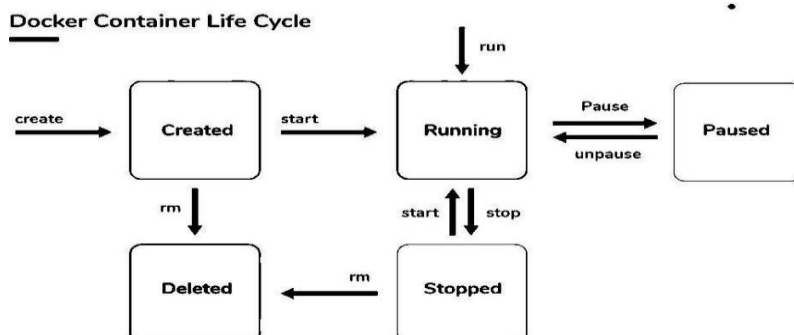 Docker Container Life Cycle
run
create
Created
start
Running
Pause
unpause
Paused
rm
start
stop
Deleted
rm
Stopped